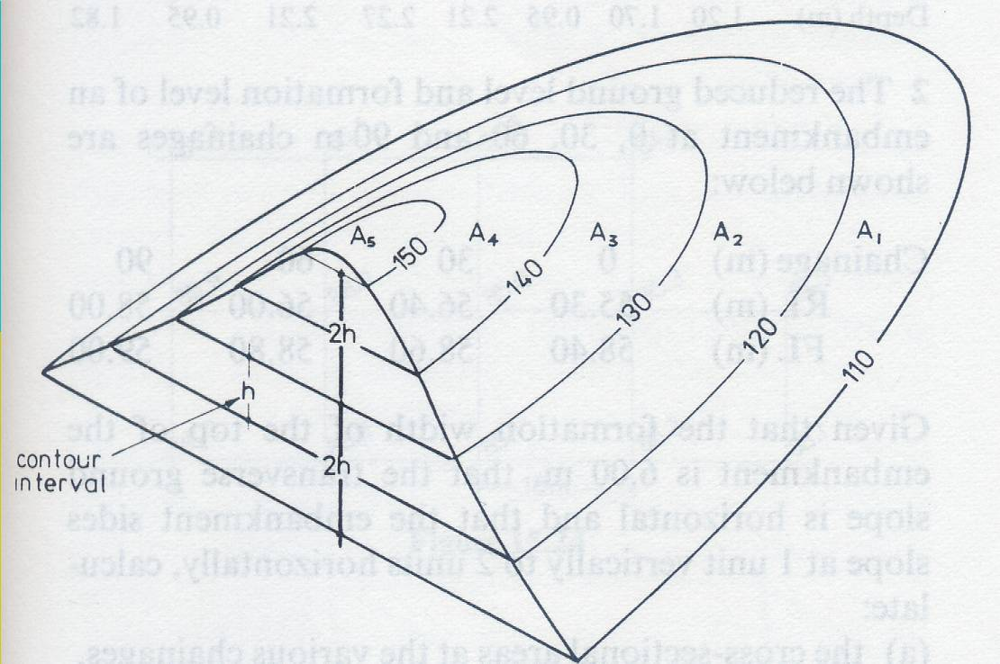 A₅
A₄
A₃
A₂
A₁
150
140
130
120
110
2h
h
2h
contour
interval
Depth (m) 1.20 1.70 0.95 2.21 2.27 2.21 0.95 1.82
2 The reduced ground level and formation level of an
embankment at 0, 30, 60 and 90 m chainages are
shown below:
Chainage (m) 0 30 60 90
RL (m) 55.30 56.40 56.00 58.00
FL (m) 58.40 58.60 58.80 59.00
Given that the formation width of the top of the
embankment is 6.00 m, that the transverse ground
slope is horizontal and that the embankment sides
slope at 1 unit vertically to 2 units horizontally, calcu-
late:
(a) the cross-sectional areas at the various chainages,